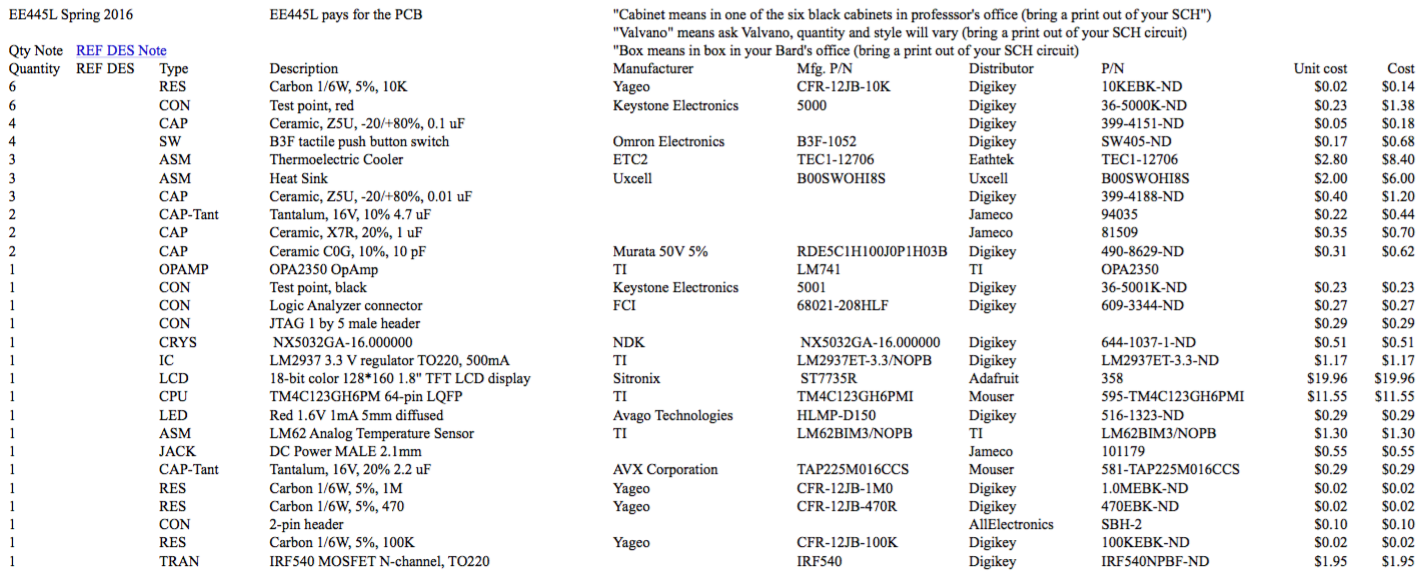 EE445L Spring 2016 EE445L pays for the PCB "Cabinet means in one of the six black cabinets in professsor's office (bring a print out of your SCH")
"Valvano" means ask Valvano, quantity and style will vary (bring a print out of your SCH circuit)
Qty Note REF DES Note "Box means in box in your Bard's office (bring a print out of your SCH circuit)
Quantity REF DES Type Description Manufacturer Mfg. P/N Distributor P/N Unit cost Cost
6 RES Carbon 1/6W, 5%, 10K Yageo CFR-12JB-10K Digikey 10KEBK-ND $0.02 $0.14
6 CON Test point, red Keystone Electronics 5000 Digikey 36-5000K-ND $0.23 $1.38
4 CAP Ceramic, Z5U, -20/+80%, 0.1 uF Digikey 399-4151-ND $0.05 $0.18
4 SW B3F tactile push button switch Omron Electronics B3F-1052 Digikey SW405-ND $0.17 $0.68
3 ASM Thermoelectric Cooler ETC2 TEC1-12706 Eathtek TEC1-12706 $2.80 $8.40
3 ASM Heat Sink Uxcell B00SWOHI8S Uxcell B00SWOHI8S $2.00 $6.00
3 CAP Ceramic, Z5U, -20/+80%, 0.01 uF Digikey 399-4188-ND $0.40 $1.20
2 CAP-Tant Tantalum, 16V, 10% 4.7 uF Jameco 94035 $0.22 $0.44
2 CAP Ceramic, X7R, 20%, 1 uF Jameco 81509 $0.35 $0.70
2 CAP Ceramic C0G, 10%, 10 pF Murata 50V 5% RDE5C1H100J0P1H03B Digikey 490-8629-ND $0.31 $0.62
1 OPAMP OPA2350 OpAmp TI LM741 TI OPA2350
1 CON Test point, black Keystone Electronics 5001 Digikey 36-5001K-ND $0.23 $0.23
1 CON Logic Analyzer connector FCI 68021-208HLF Digikey 609-3344-ND $0.27 $0.27
1 CON JTAG 1 by 5 male header $0.29 $0.29
1 CRYS NX5032GA-16.000000 NDK NX5032GA-16.000000 Digikey 644-1037-1-ND $0.51 $0.51
1 IC LM2937 3.3 V regulator TO220, 500mA TI LM2937ET-3.3/NOPB Digikey LM2937ET-3.3-ND $1.17 $1.17
1 LCD 18-bit color 128*160 1.8" TFT LCD display Sitronix ST7735R Adafruit 358 $19.96 $19.96
1 CPU TM4C123GH6PM 64-pin LQFP TI TM4C123GH6PMI Mouser 595-TM4C123GH6PMI $11.55 $11.55
1 LED Red 1.6V 1mA 5mm diffused Avago Technologies HLMP-D150 Digikey 516-1323-ND $0.29 $0.29
1 ASM LM62 Analog Temperature Sensor TI LM62BIM3/NOPB TI LM62BIM3/NOPB $1.30 $1.30
1 JACK DC Power MALE 2.1mm Jameco 101179 $0.55 $0.55
1 CAP-Tant Tantalum, 16V, 20% 2.2 uF AVX Corporation TAP225M016CCS Mouser 581-TAP225M016CCS $0.29 $0.29
1 RES Carbon 1/6W, 5%, 1M Yageo CFR-12JB-1M0 Digikey 1.0MEBK-ND $0.02 $0.02
1 RES Carbon 1/6W, 5%, 470 Yageo CFR-12JB-470R Digikey 470EBK-ND $0.02 $0.02
1 CON 2-pin header AllElectronics SBH-2 $0.10 $0.10
1 RES Carbon 1/6W, 5%, 100K Yageo CFR-12JB-100K Digikey 100KEBK-ND $0.02 $0.02
1 TRAN IRF540 MOSFET N-channel, TO220 IRF540 Digikey IRF540NPBF-ND $1.95 $1.95